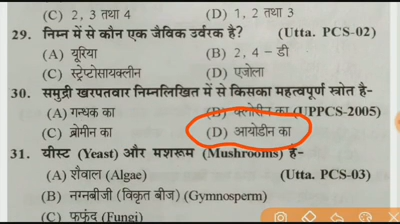 (C) 2, 3 तथा 4 (D) 1, 2 तथा 3
29. निम्न में से कौन एक जैविक उर्वरक है? (Utta. PCS-02)
(A) यूरिया (B) 2, 4 – डी
(C) स्ट्रेप्टोसायक्लीन (D) एजोला
30. समुद्री खरपतवार निम्नलिखित में से किसका महत्वपूर्ण स्त्रोत है-
(A) गन्धक का (B) क्लोरीन का (UPPCS-2005)
(C) ब्रोमीन का (D) आयोडीन का
31. यीस्ट (Yeast) और मशरूम (Mushrooms) है-
(A) शैवाल (Algae) (Utta. PCS-03)
(B) नग्नबीजी (विकृत बीज) (Gymnosperm)
(C) फफूंद (Fungi)